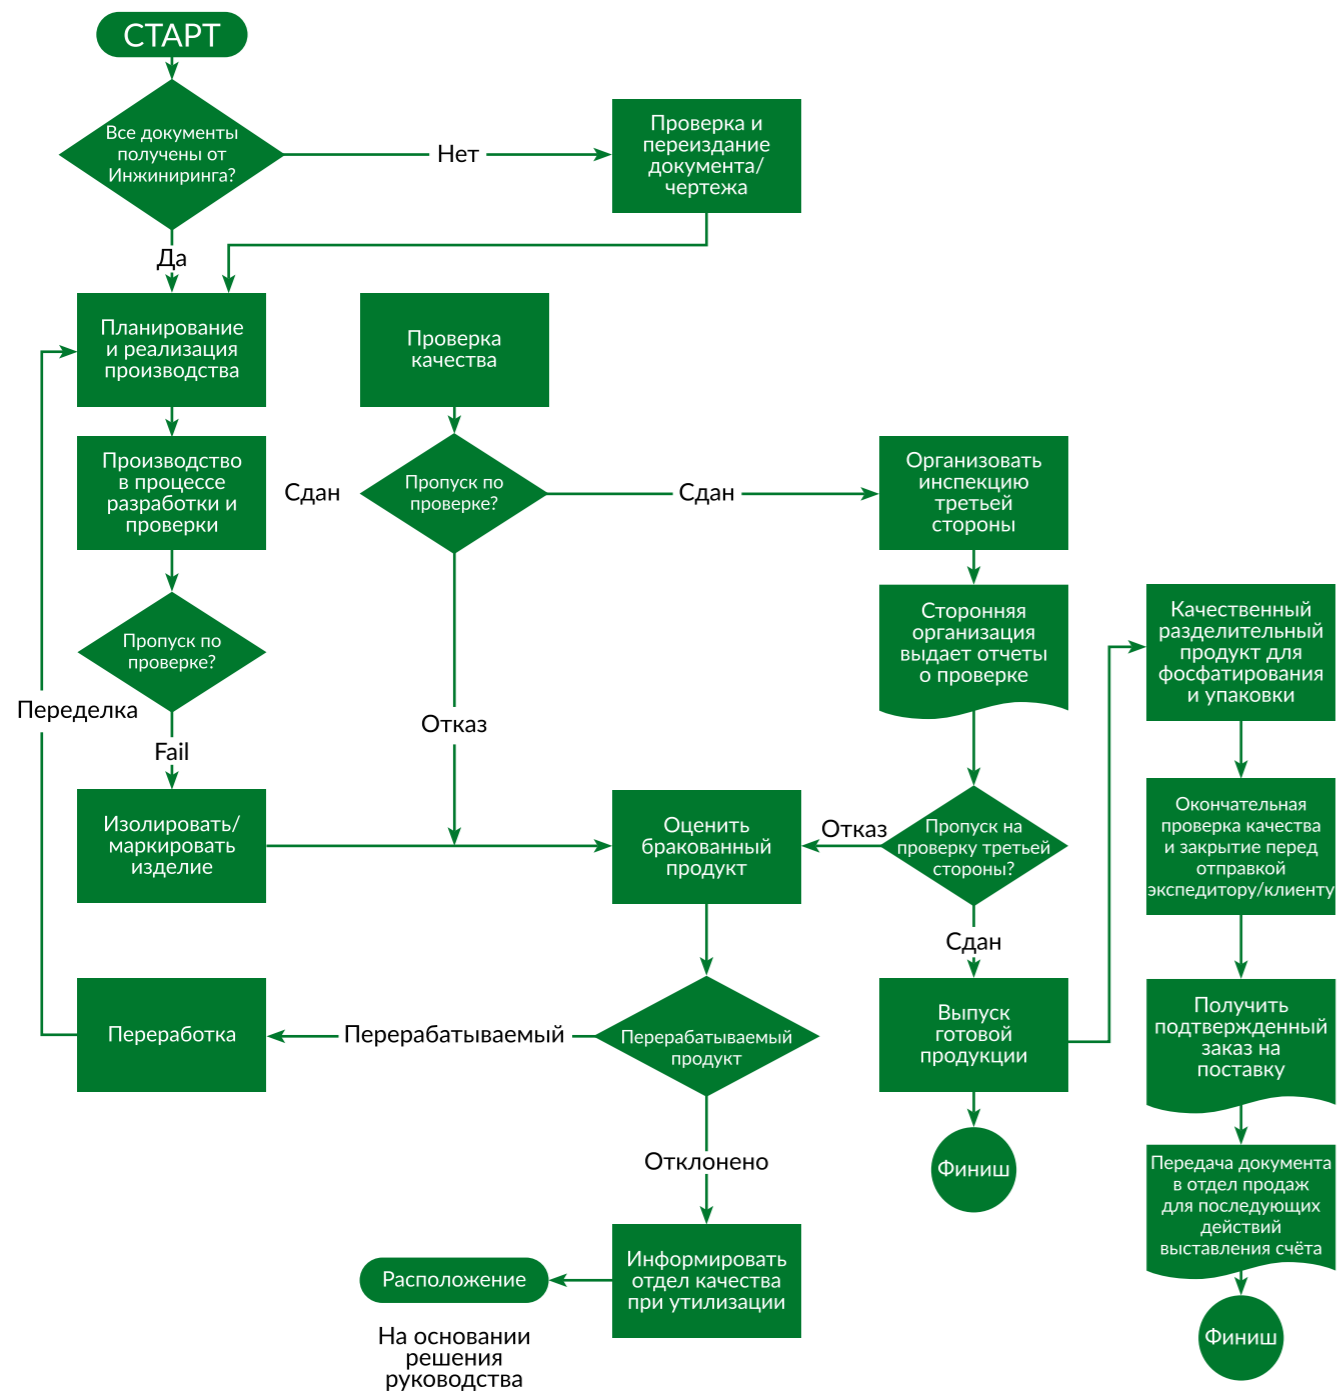 СТАРТ
Все документы
получены от
Инжиниринга?
Нет
Проверка и
переиздание
документа/
чертежа
Да
Планирование
и реализация
производства
Проверка
качества
Производство
в процессе
разработки и
проверки
Сдан
Пропуск по
проверке?
Сдан
Организовать
инспекцию
третьей
стороны
Пропуск по
проверке?
Сторонняя
организация
выдает отчеты
о проверке
Качественный
разделительный
продукт для
фосфатирования
и упаковки
Переделка
Fail
Отказ
Изолировать/
маркировать
изделие
Оценить
бракованный
продукт
Отказ
Пропуск на
проверку третьей
стороны?
Окончательная
проверка качества
и закрытие перед
отправкой
экспедитору/клиенту
Сдан
Переработка
Перерабатываемый
Перерабатываемый
продукт
Выпуск
готовой
продукции
Получить
подтвержденный
заказ на
поставку
Отклонено
Финиш
Передача документа
в отдел продаж
для последующих
действий
выставления счёта
Расположение
Информировать
отдел качества
при утилизации
На основании
решения
руководства
Финиш